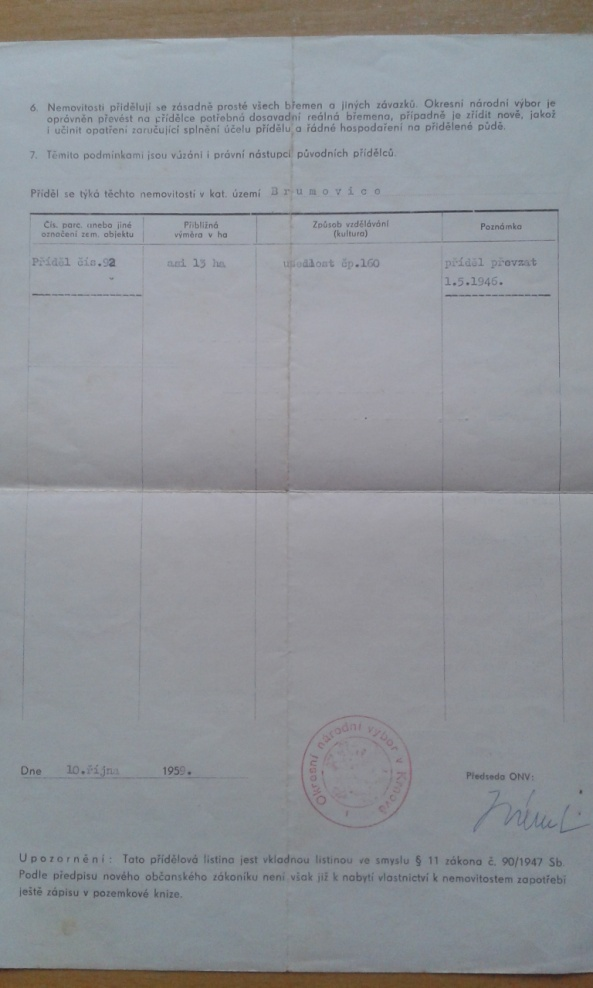 6. Nemovitosti přidělují se zásadně prosté všech břemen a jiných závazků. Okresní národní výbor je
oprávněn převést na přídělce potřebná dosavadní reálná břemena, případně je zřídit nově, jakož
i učinit opatření zaručující splnění účelu přídělu a řádné hospodaření na přidělené půdě.
7. Těmito podmínkami jsou vázáni i právní nástupci původních přídělců.
Příděl se týká těchto nemovitostí v kat. území Brumovice
Čís. parc. anebo jiné
označení zem. objektu
Přibližná
výměra v ha
Způsob vzdělávání
(kultura)
Poznámka
Příděl čís.92 asi 13 ha usedlost čp.160 příděl převzat
1.5.1946.
Okresní národní výbor v Krnově
Dne 10.října 1959.
Předseda ONV:
Upozornění: Tato přídělová listina jest vkladnou listinou ve smyslu § 11 zákona č. 90/1947 Sb.
Podle předpisu nového občanského zákoníku není však již k nabytí vlastnictví k nemovitostem zapotřebí
ještě zápisu v pozemkové knize.